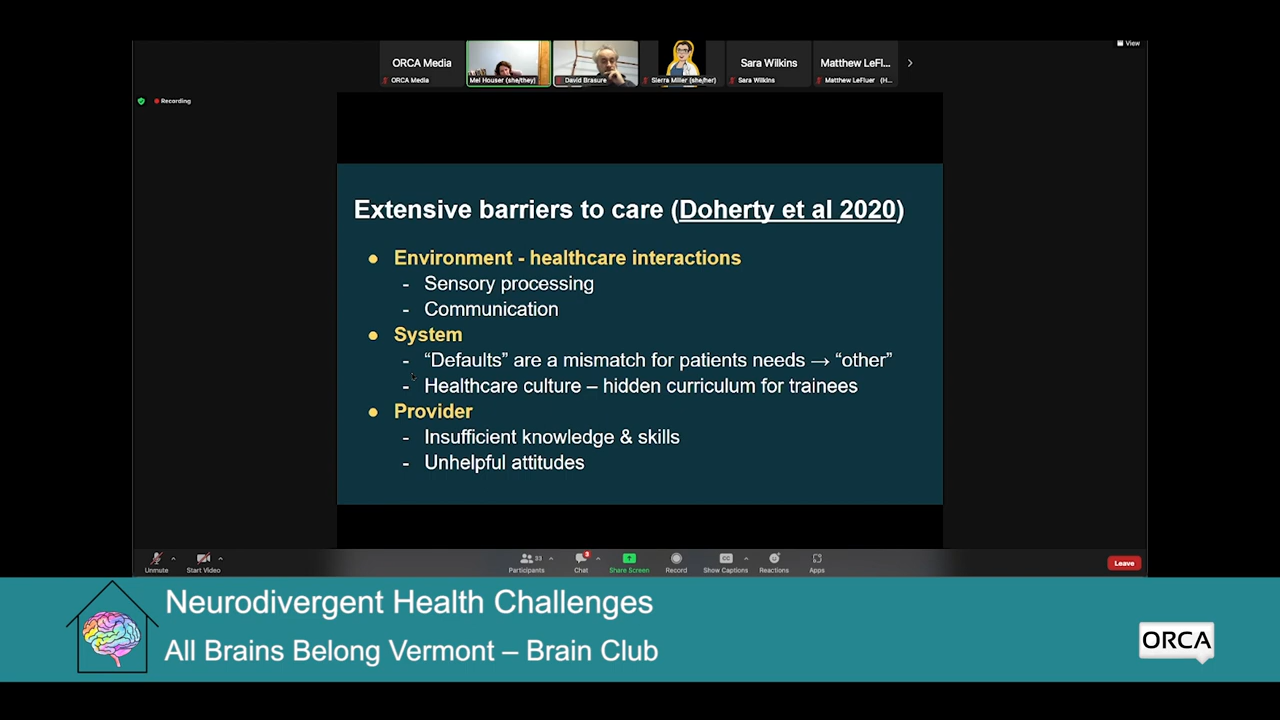 View
ORCA Media
Sara Wilkins
Matthew LeFl...
ORCA Media
Mel Houser (she/they)
David Brasure
Sierra Miller (she/her)
Sara Wilkins
Matthew LeFluer (H...
Recording
Extensive barriers to care (Doherty et al 2020)
● Environment - healthcare interactions
- Sensory processing
- Communication
● System
- “Defaults” are a mismatch for patients needs → “other”
- Healthcare culture – hidden curriculum for trainees
● Provider
- Insufficient knowledge & skills
- Unhelpful attitudes
33
3
CC
Unmute
Start Video
Participants
Chat
Share Screen
Record
Show Captions
Reactions
Apps
Leave
Neurodivergent Health Challenges
All Brains Belong Vermont – Brain Club
ORCA